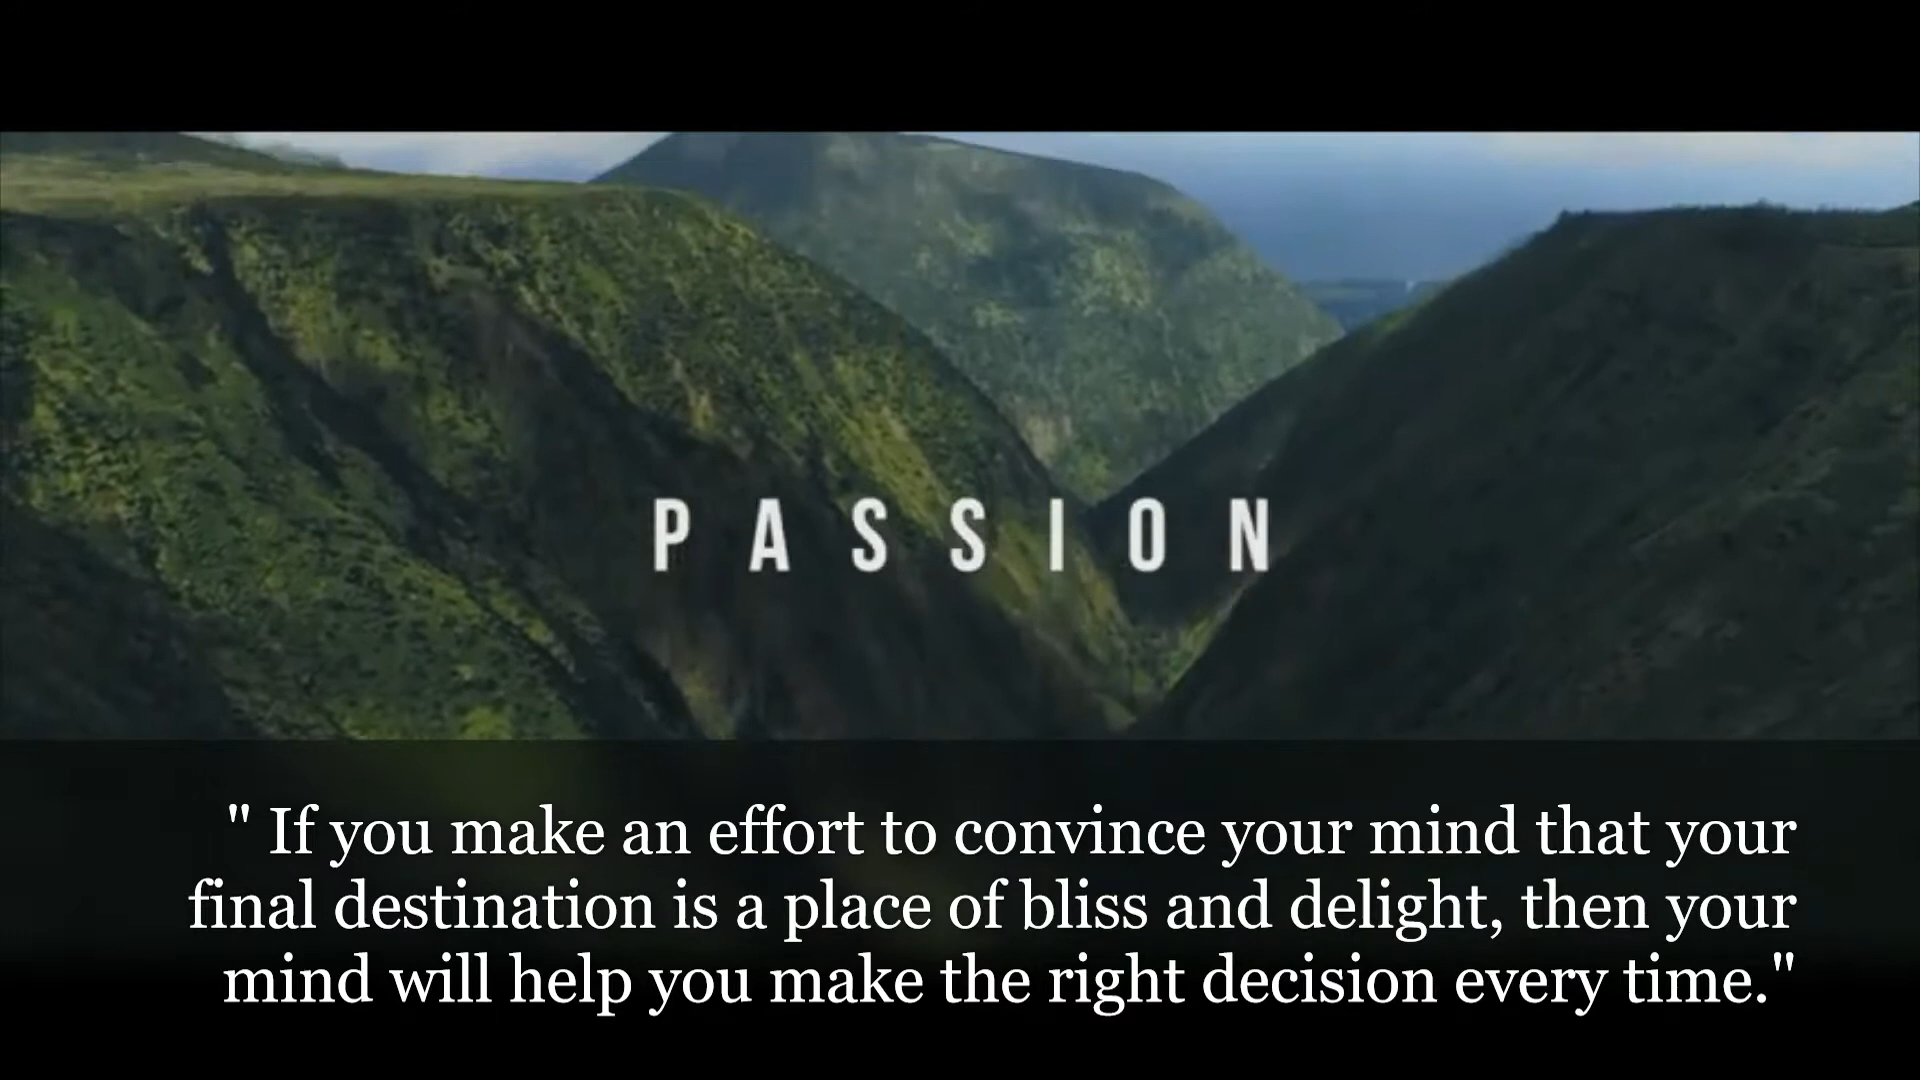 PASSION
" If you make an effort to convince your mind that your
final destination is a place of bliss and delight, then your
mind will help you make the right decision every time."